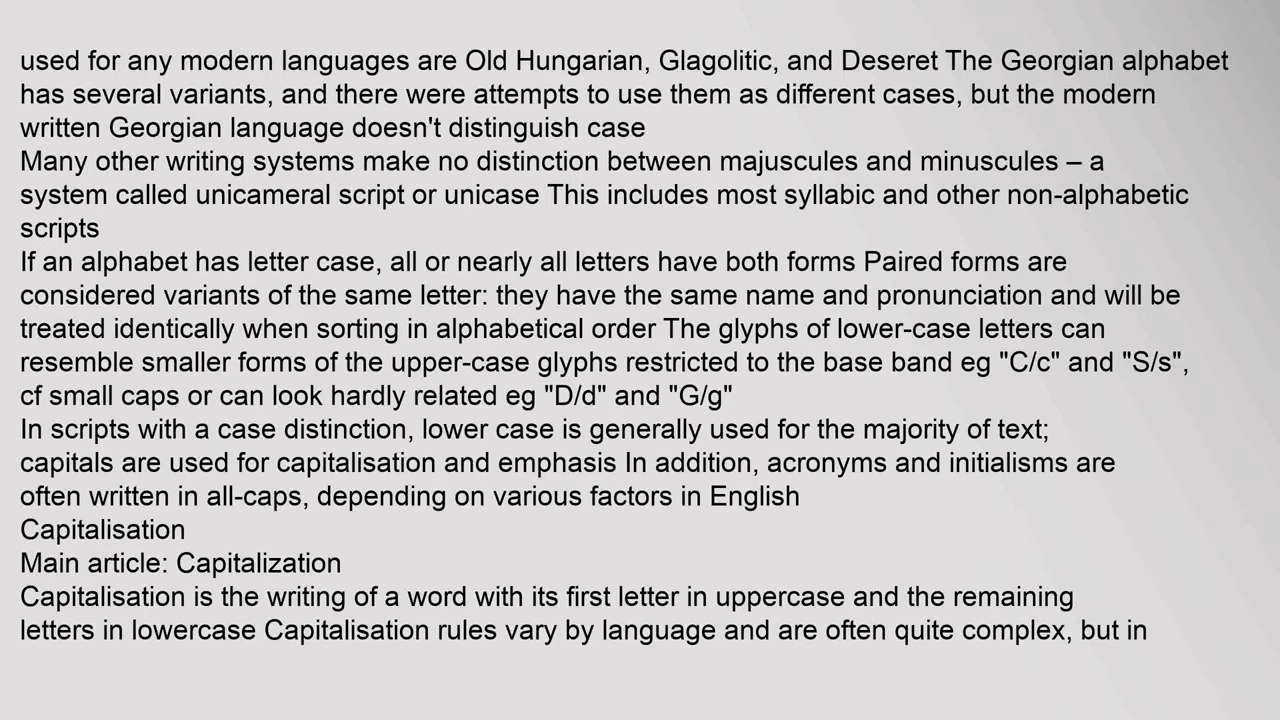 used for any modern languages are Old Hungarian, Glagolitic, and Deseret The Georgian alphabet
has several variants, and there were attempts to use them as different cases, but the modern
written Georgian language doesn't distinguish case
Many other writing systems make no distinction between majuscules and minuscules – a
system called unicameral script or unicase This includes most syllabic and other non-alphabetic
scripts
If an alphabet has letter case, all or nearly all letters have both forms Paired forms are
considered variants of the same letter: they have the same name and pronunciation and will be
treated identically when sorting in alphabetical order The glyphs of lower-case letters can
resemble smaller forms of the upper-case glyphs restricted to the base band eg "C/c" and "S/s",
cf small caps or can look hardly related eg "D/d" and "G/g"
In scripts with a case distinction, lower case is generally used for the majority of text;
capitals are used for capitalisation and emphasis In addition, acronyms and initialisms are
often written in all-caps, depending on various factors in English
Capitalisation
Main article: Capitalization
Capitalisation is the writing of a word with its first letter in uppercase and the remaining
letters in lowercase Capitalisation rules vary by language and are often quite complex, but in